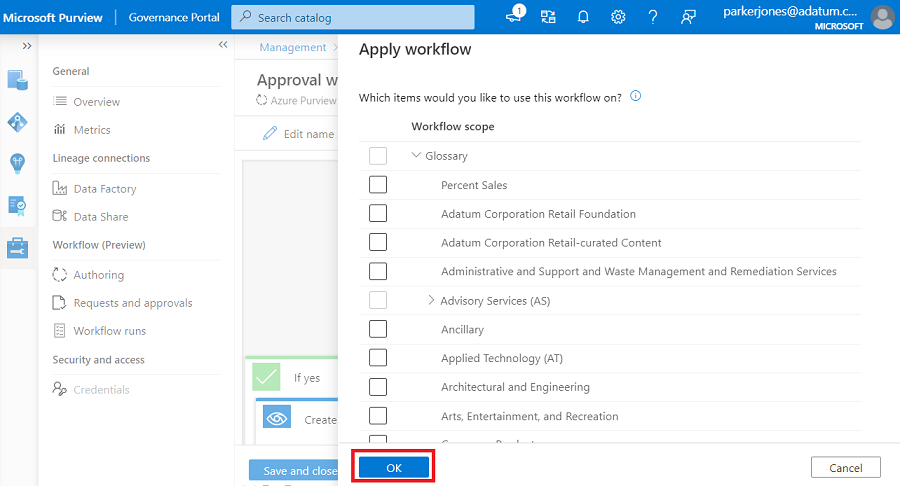 Microsoft Purview | Governance Portal
Search catalog
1
parkerjones@adatum.c...
MICROSOFT
General
Overview
Metrics
Lineage connections
Data Factory
Data Share
Workflow (Preview)
Authoring
Requests and approvals
Workflow runs
Security and access
Credentials
Management
Approval w
Azure Purview
Edit name
If yes
Create
Save and close
Apply workflow
Which items would you like to use this workflow on?
Workflow scope
Glossary
Percent Sales
Adatum Corporation Retail Foundation
Adatum Corporation Retail-curated Content
Administrative and Support and Waste Management and Remediation Services
Advisory Services (AS)
Ancillary
Applied Technology (AT)
Architectural and Engineering
Arts, Entertainment, and Recreation
OK
Cancel